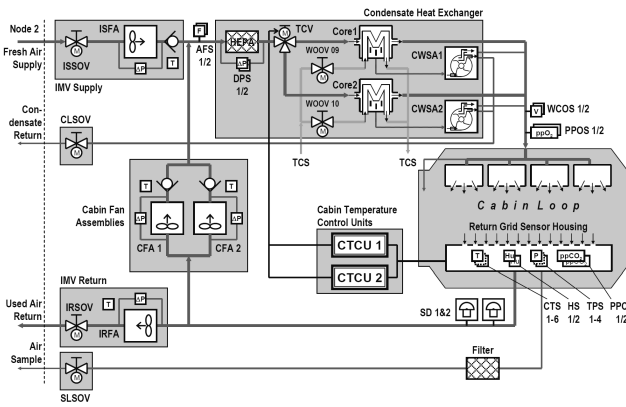 Node 2
Fresh Air
Supply
ISSOV
ISFA
M
ΔP
T
IMV Supply
F
AFS
1/2
HEPA
ΔP
DPS
1/2
TCV
M
Condensate Heat Exchanger
Core1
M
WOOV 09
M
Core2
M
WOOV 10
M
CWSA1
CWSA2
TCS
TCS
V
WCOS 1/2
ppO₂
PPOS 1/2
Con-
densate
Return
CLSOV
M
Cabin Fan
Assemblies
T
T
ΔP
ΔP
CFA 1
CFA 2
Cabin Temperature
Control Units
CTCU 1
CTCU 2
Cabin Loop
Return Grid Sensor Housing
T
Hu
P
ppCO₂
CTS
1-6
HS
1/2
TPS
1-4
PPC
1/2
IMV Return
Used Air
Return
IRSOV
M
T
ΔP
IRFA
SD 1&2
Air
Sample
M
SLSOV
Filter